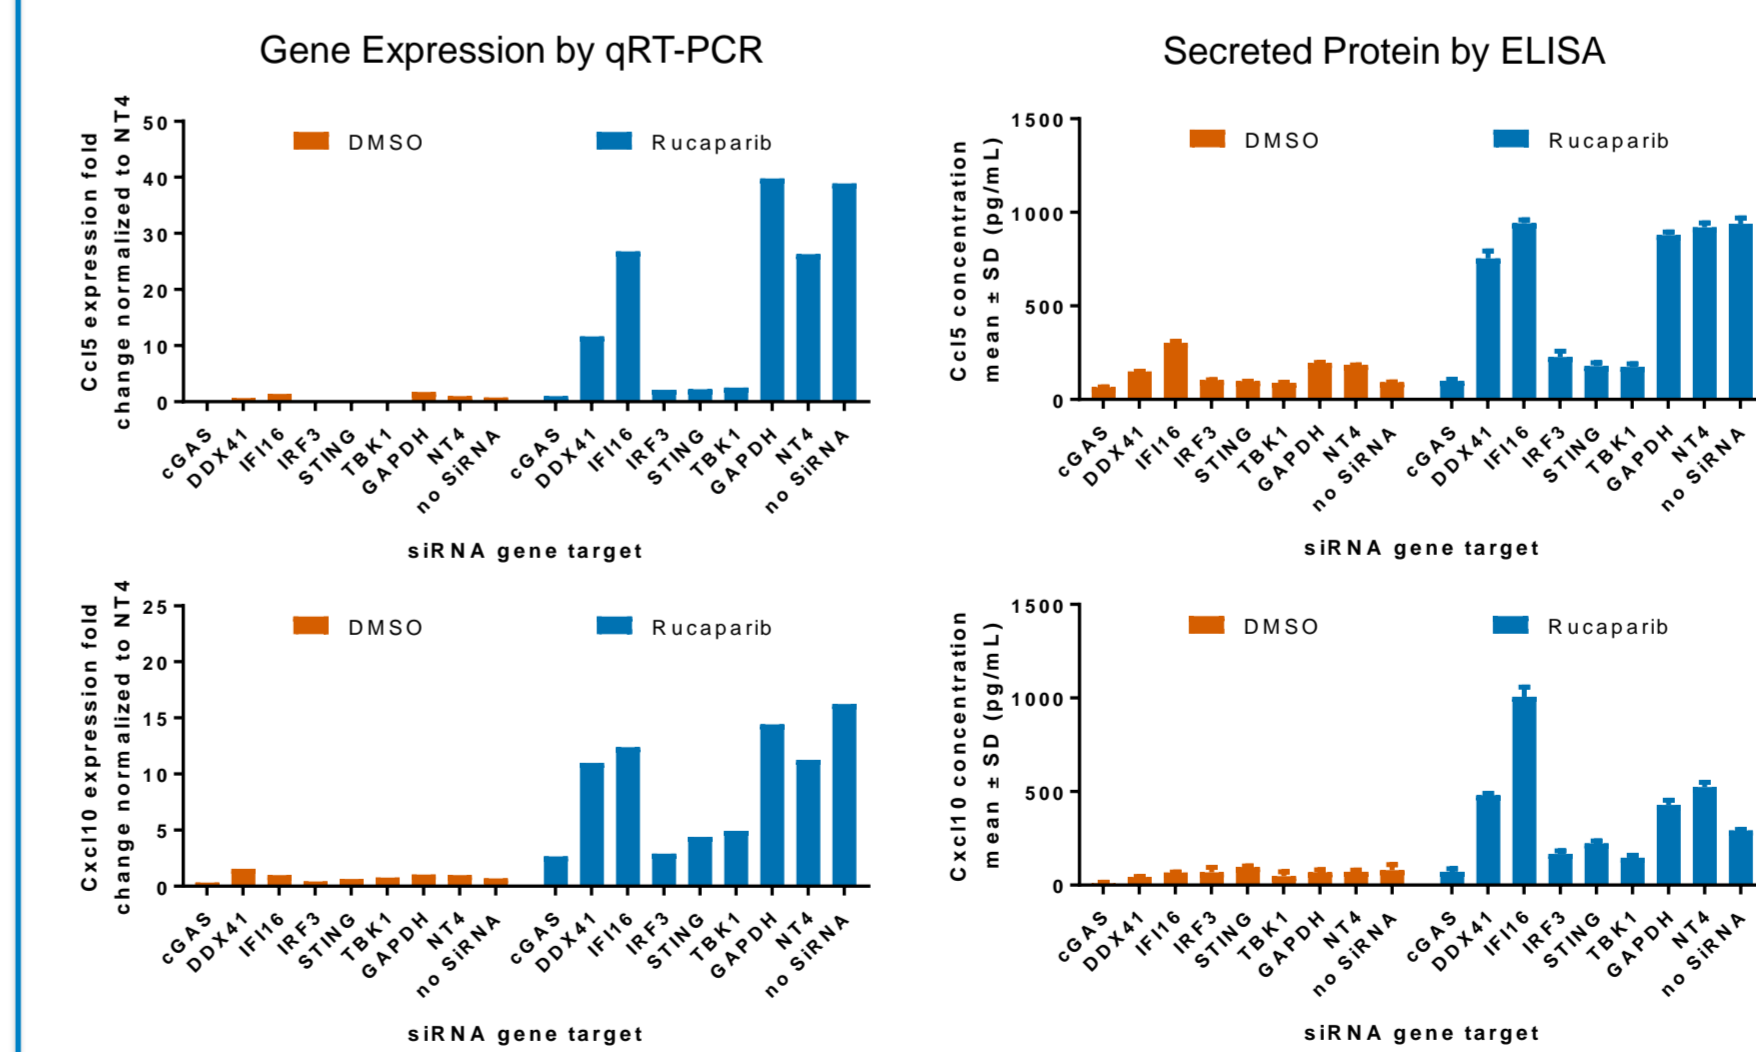 Gene Expression by qRT-PCR
Ccl5 expression fold
change normalized to NT4
50
40
30
20
10
0
DMSO
Rucaparib
cGAS
DDX41
IFI16
IRF3
STING
TBK1
GAPDH
NT4
no SiRNA
cGAS
DDX41
IFI16
IRF3
STING
TBK1
GAPDH
NT4
no SiRNA
siRNA gene target
Secreted Protein by ELISA
Ccl5 concentration
mean ± SD (pg/mL)
1500
1000
500
0
DMSO
Rucaparib
cGAS
DDX41
IFI16
IRF3
STING
TBK1
GAPDH
NT4
no SiRNA
cGAS
DDX41
IFI16
IRF3
STING
TBK1
GAPDH
NT4
no SiRNA
siRNA gene target
Cxcl10 expression fold
change normalized to NT4
25
20
15
10
5
0
DMSO
Rucaparib
cGAS
DDX41
IFI16
IRF3
STING
TBK1
GAPDH
NT4
no SiRNA
cGAS
DDX41
IFI16
IRF3
STING
TBK1
GAPDH
NT4
no SiRNA
siRNA gene target
Cxcl10 concentration
mean ± SD (pg/mL)
1500
1000
500
0
DMSO
Rucaparib
cGAS
DDX41
IFI16
IRF3
STING
TBK1
GAPDH
NT4
no SiRNA
cGAS
DDX41
IFI16
IRF3
STING
TBK1
GAPDH
NT4
no SiRNA
siRNA gene target